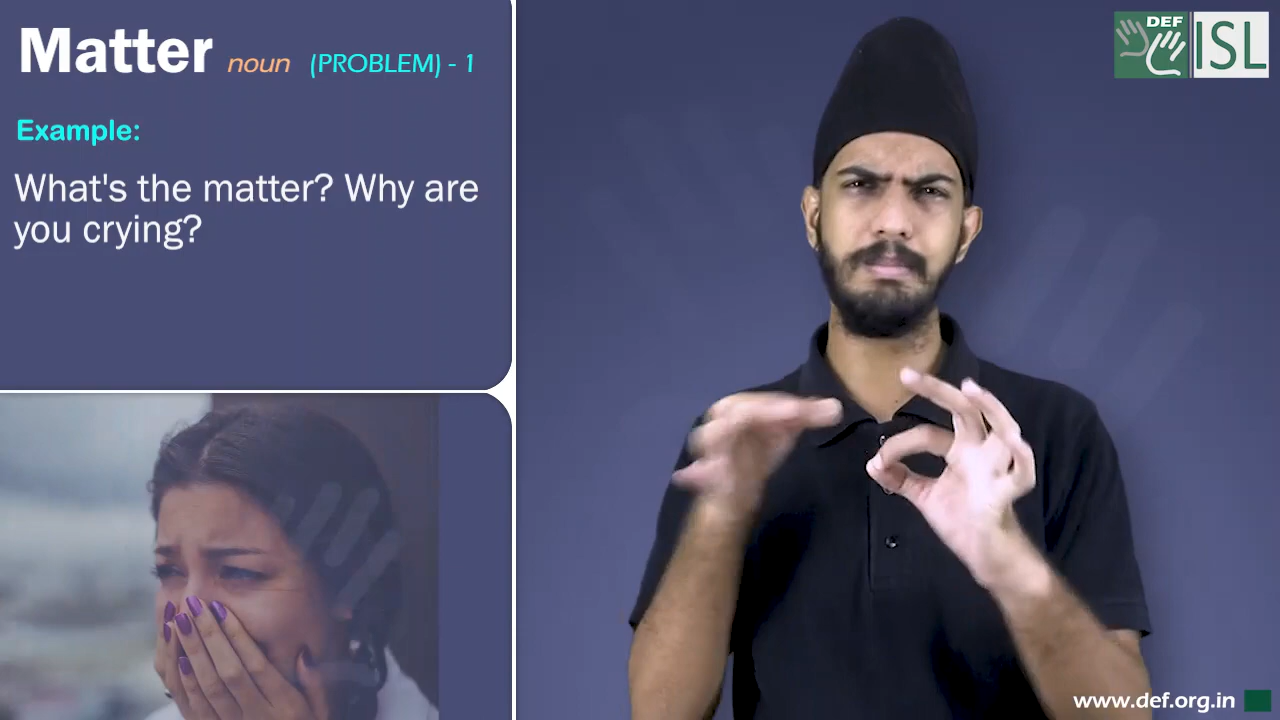 Matter noun (PROBLEM) - 1
Example:
What's the matter? Why are
you crying?
DEF
ISL
www.def.org.in